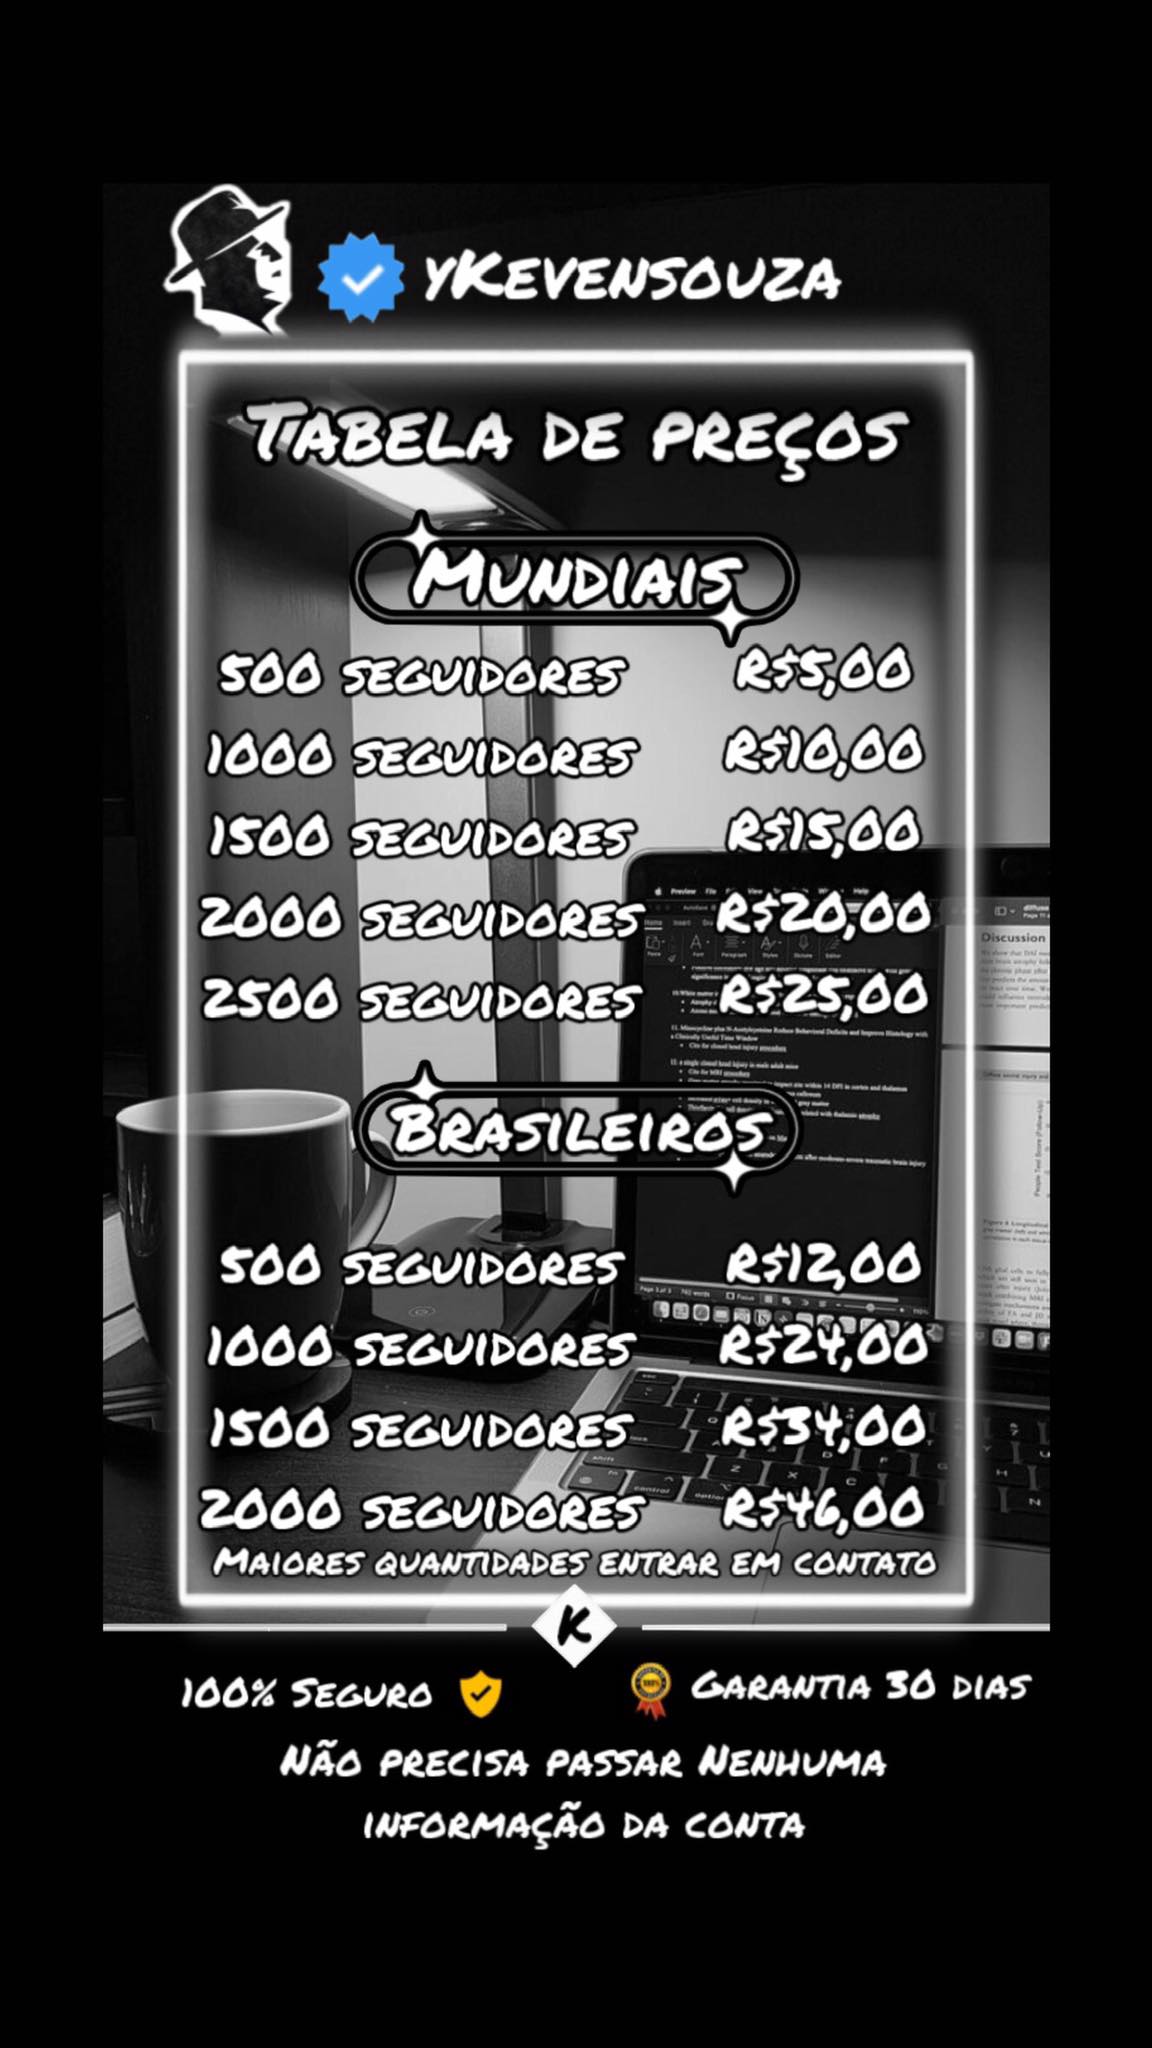 yKevensouza
Tabela de preços
Mundiais
500 seguidores R$5,00
1000 seguidores R$10,00
1500 seguidores R$15,00
2000 seguidores R$20,00
2500 seguidores R$25,00
Brasileiros
500 seguidores R$12,00
1000 seguidores R$24,00
1500 seguidores R$34,00
2000 seguidores R$46,00
Maiores quantidades entrar em contato
K
100% Seguro
Garantia 30 dias
Não precisa passar Nenhuma
informação da conta
Discussion